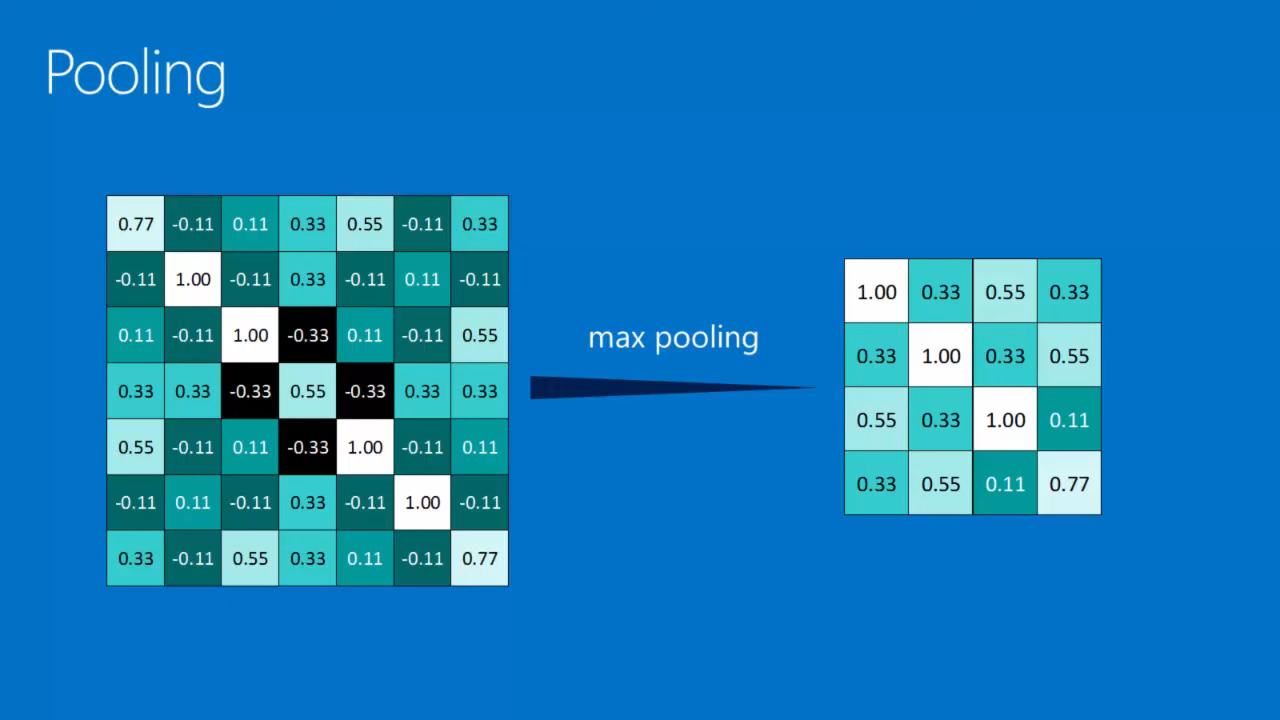 Pooling
0.77 -0.11 0.11 0.33 0.55 -0.11 0.33
-0.11 1.00 -0.11 0.33 -0.11 0.11 -0.11
0.11 -0.11 1.00 -0.33 0.11 -0.11 0.55
0.33 0.33 -0.33 0.55 -0.33 0.33 0.33
0.55 -0.11 0.11 -0.33 1.00 -0.11 0.11
-0.11 0.11 -0.11 0.33 -0.11 1.00 -0.11
0.33 -0.11 0.55 0.33 0.11 -0.11 0.77
max pooling
1.00 0.33 0.55 0.33
0.33 1.00 0.33 0.55
0.55 0.33 1.00 0.11
0.33 0.55 0.11 0.77